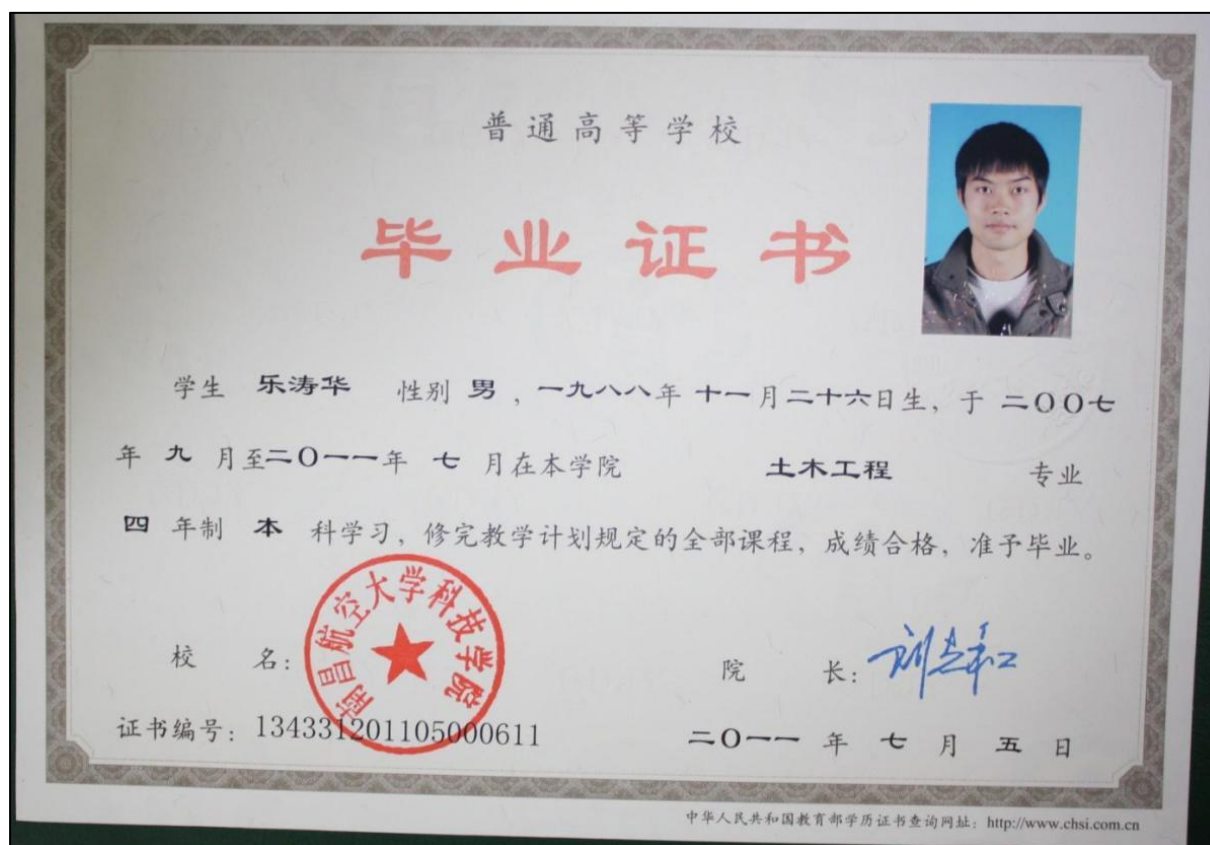 普通高等学校
毕业证书
学生 乐涛华 性别 男，一九八八年 十一月二十六日生，于 二〇〇七
年 九 月至二〇一一年 七 月在本学院 土木工程 专业
四 年制 本 科学习，修完教学计划规定的全部课程，成绩合格，准予毕业。
南昌航空大学科技学院
校 名： 院 长：
证书编号：134331201105000611 二〇一一 年 七 月 五 日
中华人民共和国教育部学历证书查询网址：http://www.chsi.com.cn